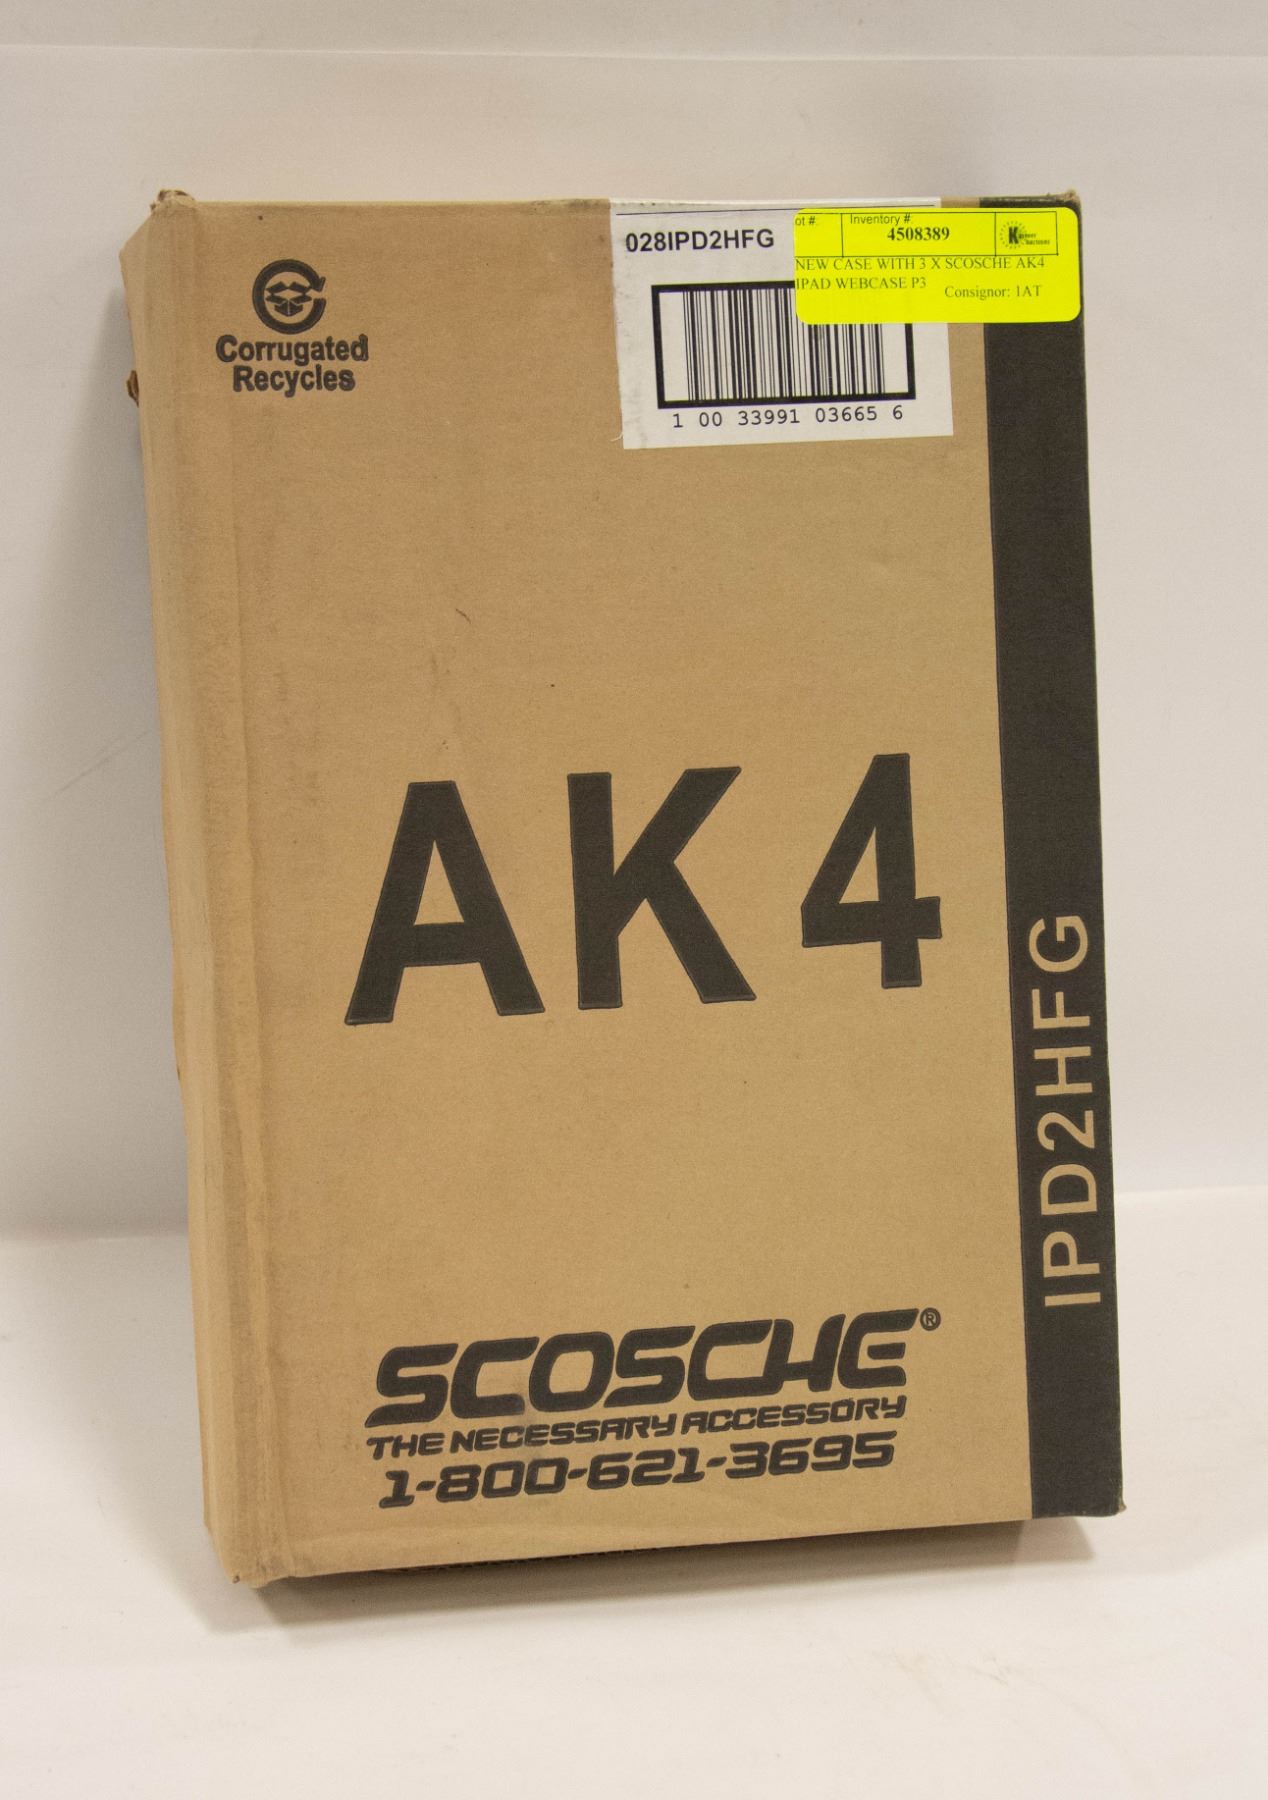 Corrugated
Recycles
028IPD2HFG
ot #:
Inventory #:
4508389
NEW CASE WITH 3 X SCOSCHE AK4
IPAD WEBCASE P3
Consignor: 1AT
1 00 33991 03665 6
AK4
IPD2HFG
SCOSCHE®
THE NECESSARY ACCESSORY
1-800-621-3695